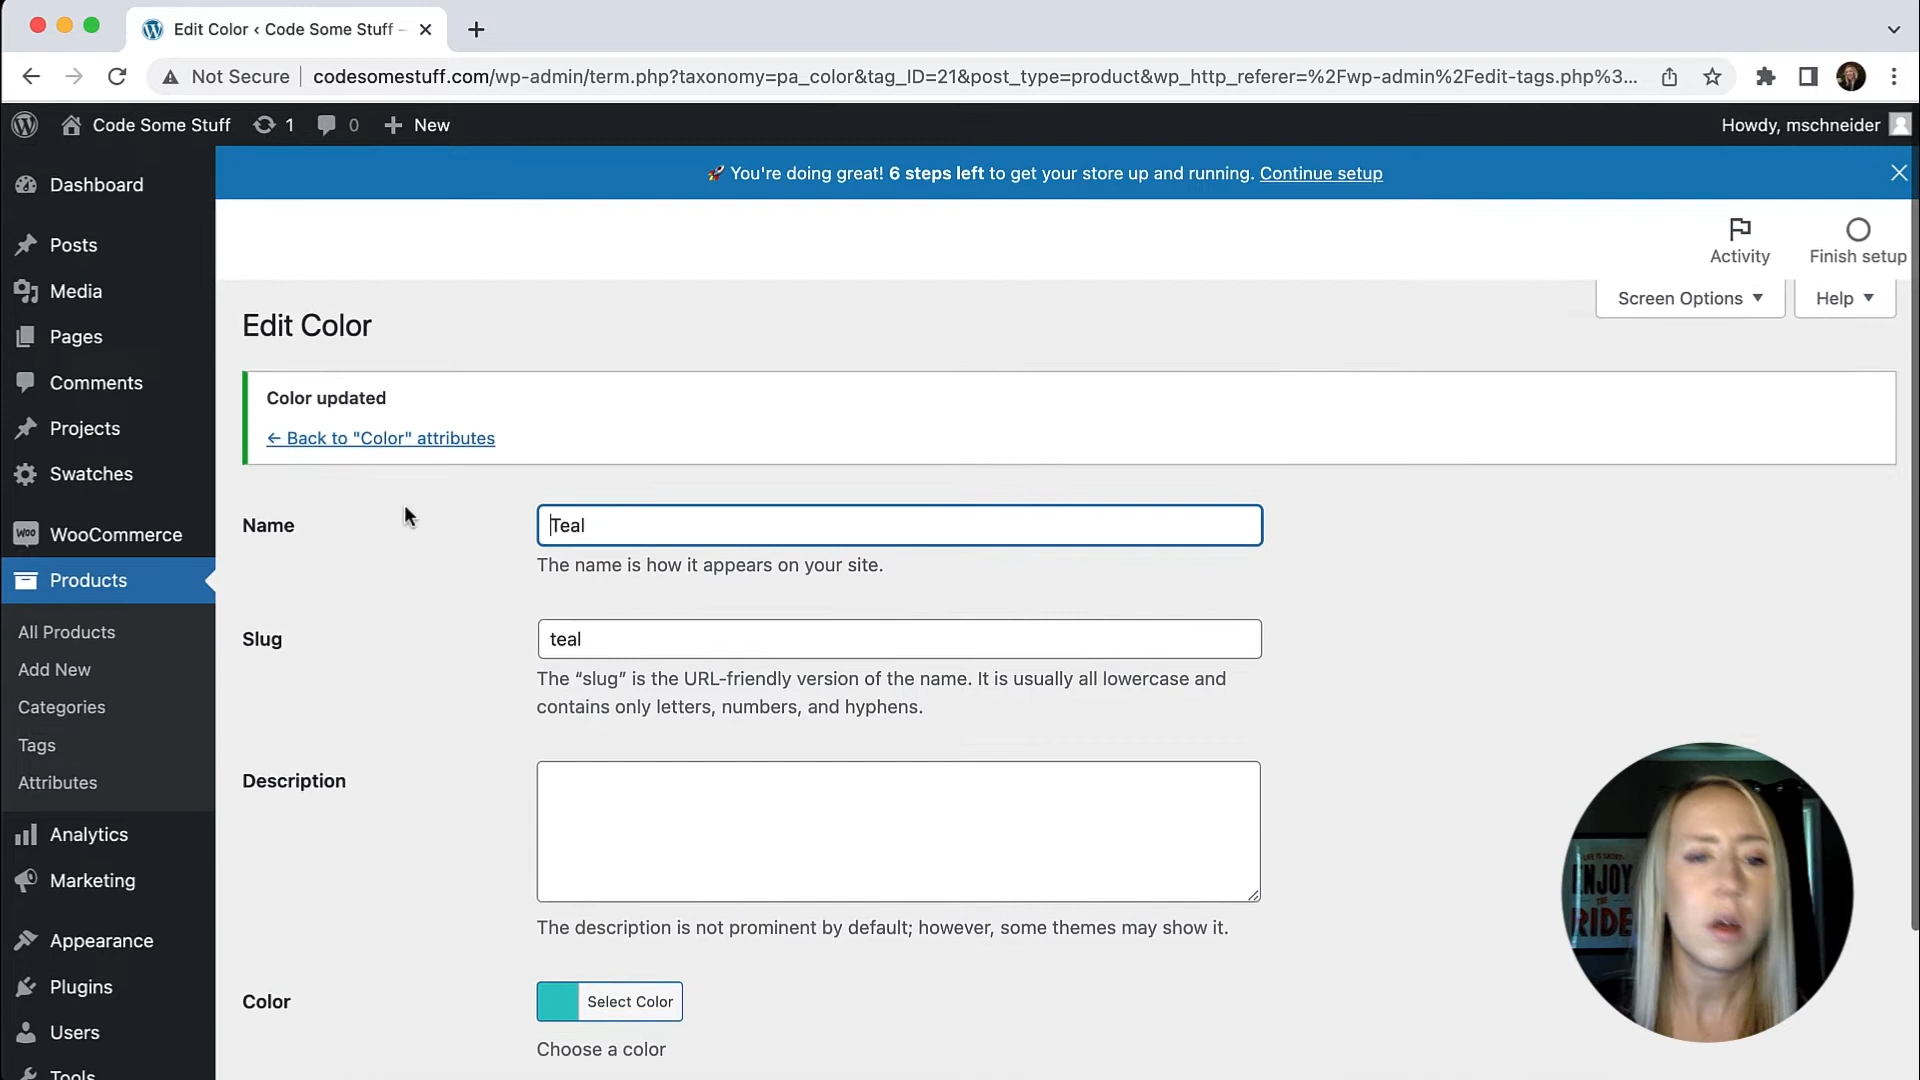 Edit Color ‹ Code Some Stuff –
Not Secure
codesomestuff.com/wp-admin/term.php?taxonomy=pa_color&tag_ID=21&post_type=product&wp_http_referer=%2Fwp-admin%2Fedit-tags.php%3...
Code Some Stuff
1
0
New
Howdy, mschneider
🚀 You're doing great! 6 steps left to get your store up and running. Continue setup
Dashboard
Posts
Media
Pages
Comments
Projects
Swatches
Woo
WooCommerce
Products
All Products
Add New
Categories
Tags
Attributes
Analytics
Marketing
Appearance
Plugins
Users
Tools
Activity
Finish setup
Screen Options
Help
Edit Color
Color updated
← Back to "Color" attributes
Name
Teal
The name is how it appears on your site.
Slug
teal
The “slug” is the URL-friendly version of the name. It is usually all lowercase and
contains only letters, numbers, and hyphens.
Description
The description is not prominent by default; however, some themes may show it.
Color
Select Color
Choose a color
ENJOY
THE
RIDE